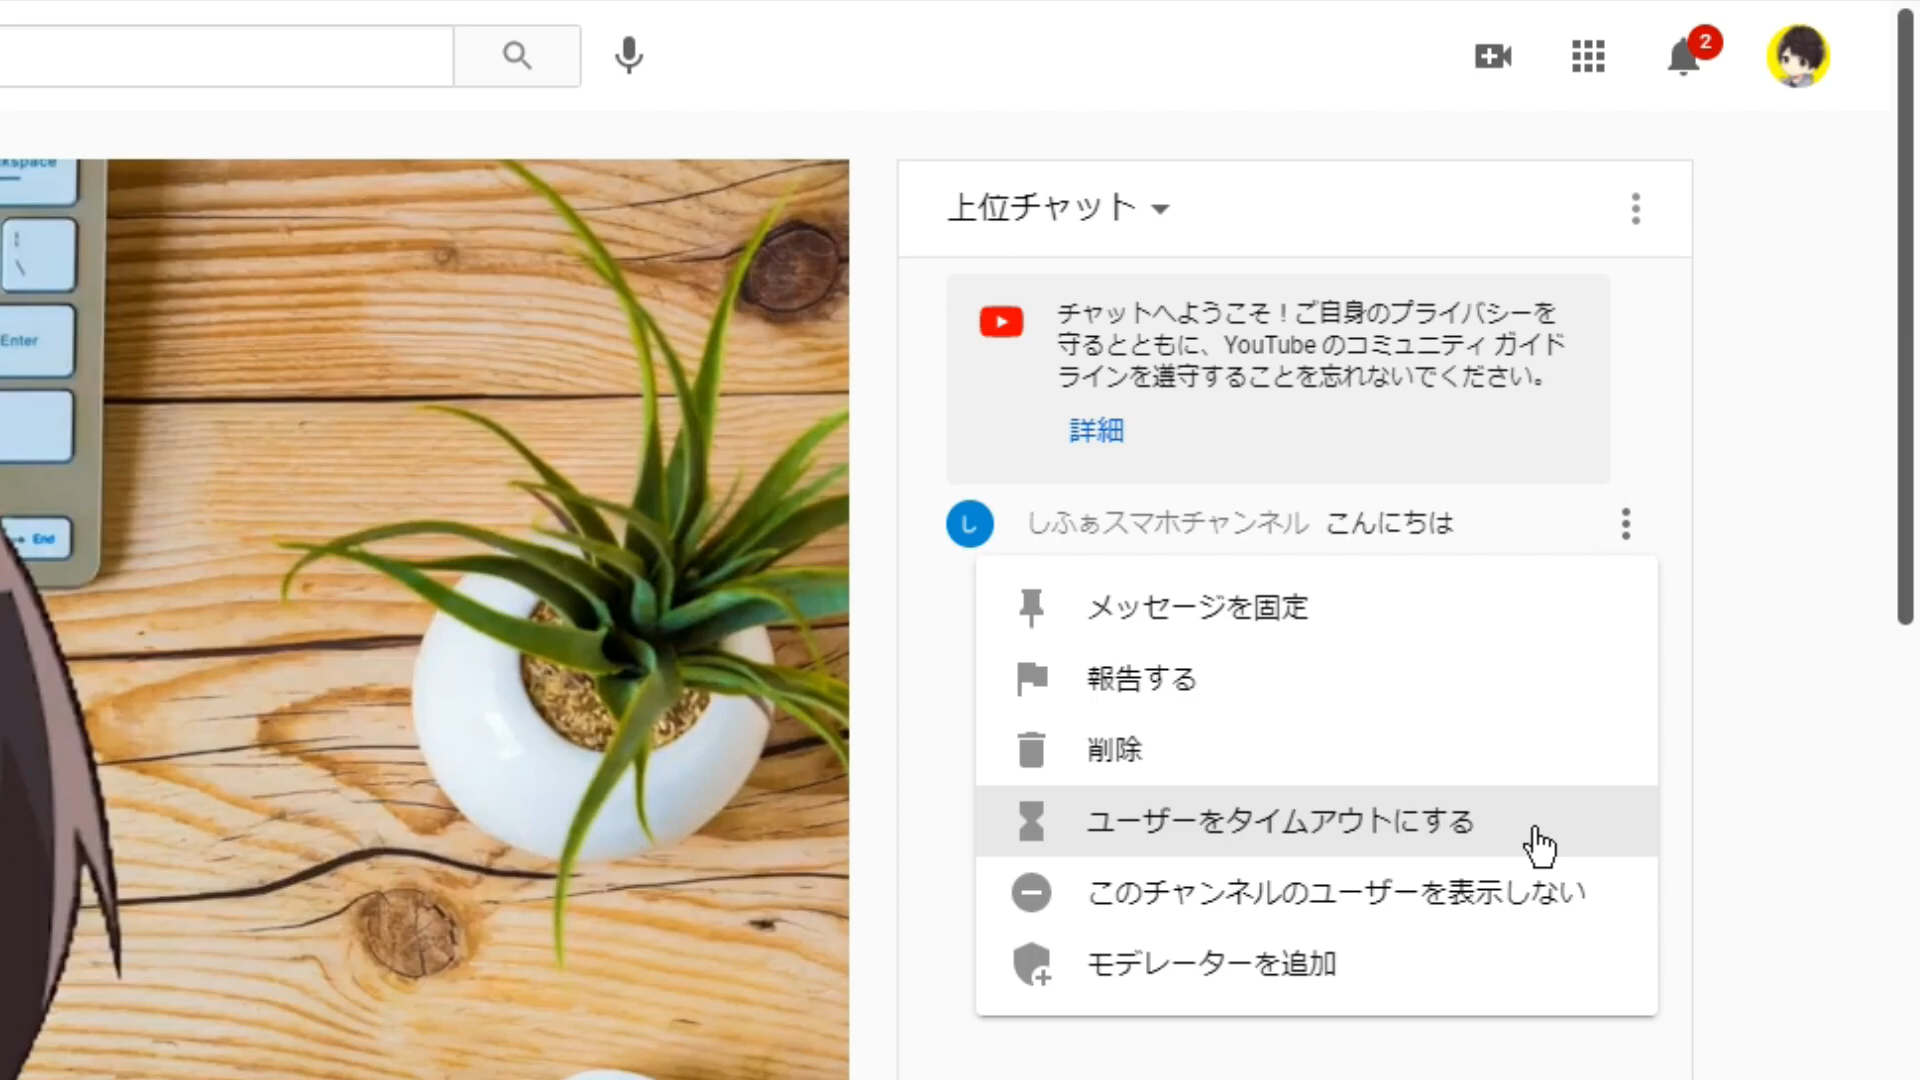 2
kspace
Enter
End
上位チャット
チャットへようこそ！ご自身のプライバシーを
守るとともに、YouTube のコミュニティ ガイド
ラインを遵守することを忘れないでください。
詳細
し しふぁスマホチャンネル こんにちは
メッセージを固定
報告する
削除
ユーザーをタイムアウトにする
このチャンネルのユーザーを表示しない
モデレーターを追加